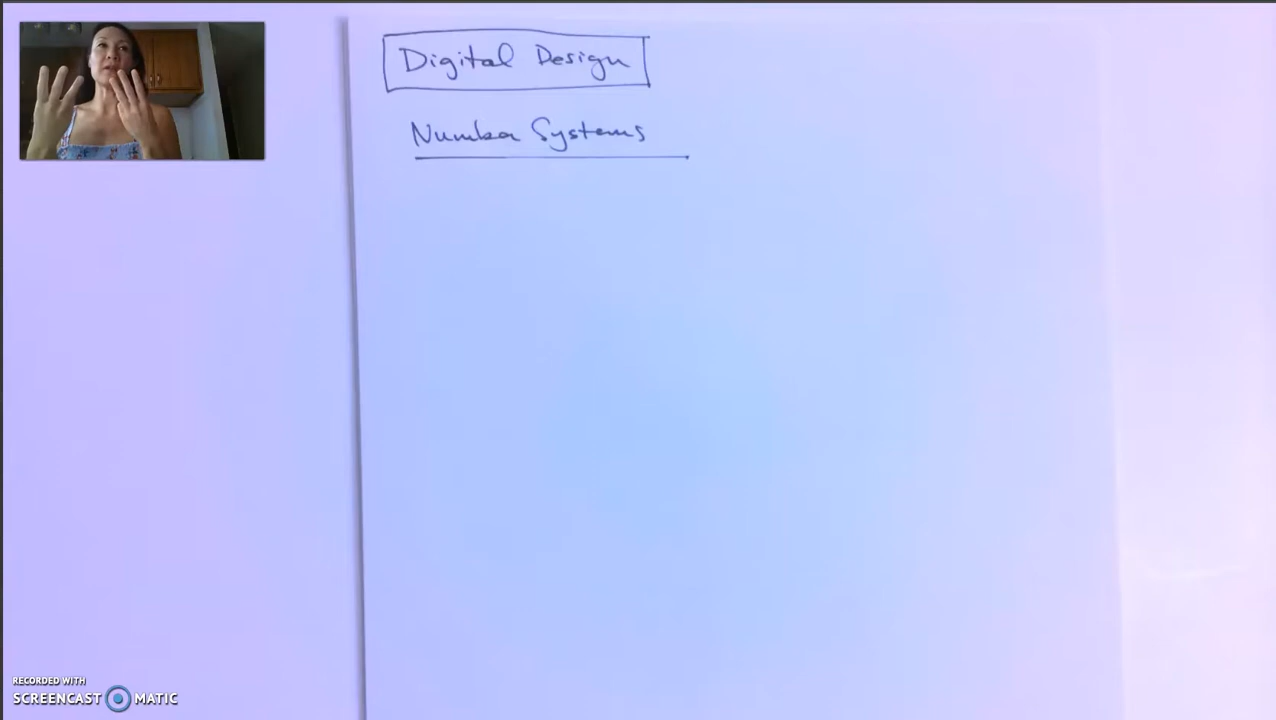 Digital Design
Number Systems
RECORDED WITH
SCREENCAST MATIC